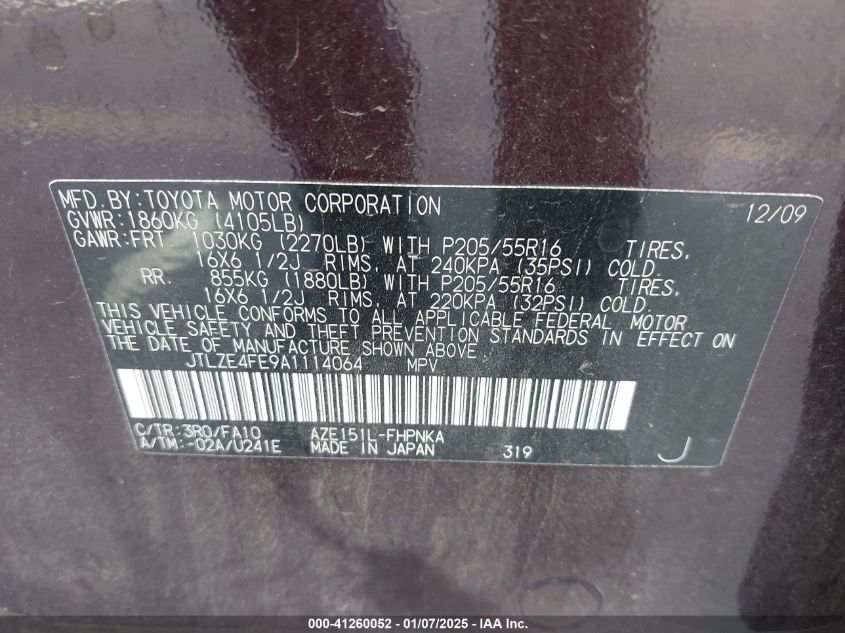 MFD.BY:TOYOTA MOTOR CORPORATION 12/09
GVWR:1860KG (4105LB)
GAWR:FRT. 1030KG (2270LB) WITH P205/55R16 TIRES,
16X6 1/2J RIMS, AT 240KPA (35PSI) COLD.
RR. 855KG (1880LB) WITH P205/55R16 TIRES,
16X6 1/2J RIMS, AT 220KPA (32PSI) COLD.
THIS VEHICLE CONFORMS TO ALL APPLICABLE FEDERAL MOTOR
VEHICLE SAFETY AND THEFT PREVENTION STANDARDS IN EFFECT ON
THE DATE OF MANUFACTURE SHOWN ABOVE.
JTLZE4FE9A1114064 MPV
C/TR:3R0/FA10 AZE151L-FHPNKA
A/TM:-02A/U241E MADE IN JAPAN 319 J
000-41260052 - 01/07/2025 - IAA Inc.